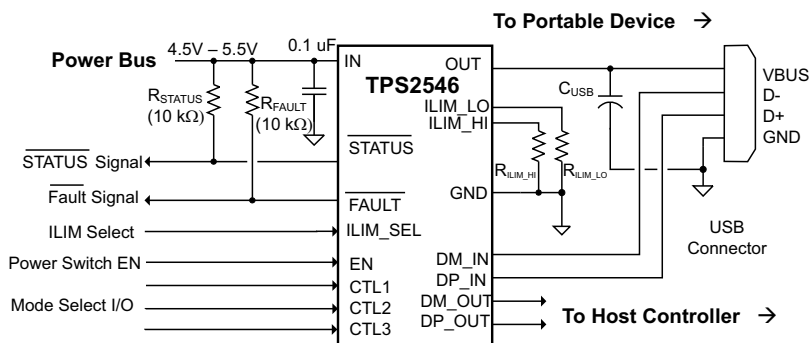 To Portable Device →
Power Bus
4.5V – 5.5V
0.1 uF
IN
OUT
TPS2546
VBUS
D-
D+
GND
RSTATUS
(10 kΩ)
RFAULT
(10 kΩ)
CUSB
ILIM_LO
ILIM_HI
STATUS
STATUS Signal
RILIM_HI
RILIM_LO
Fault Signal
FAULT
GND
ILIM Select
ILIM_SEL
USB
Connector
Power Switch EN
EN
DM_IN
DP_IN
Mode Select I/O
CTL1
CTL2
CTL3
DM_OUT
DP_OUT
To Host Controller →